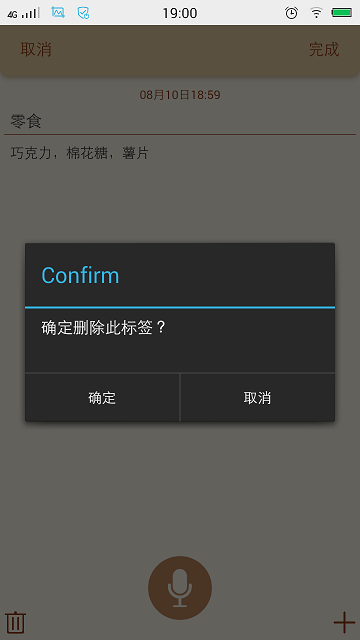 4G 19:00
取消 完成
08月10日18:59
零食
巧克力，棉花糖，薯片
Confirm
确定删除此标签？
确定 取消